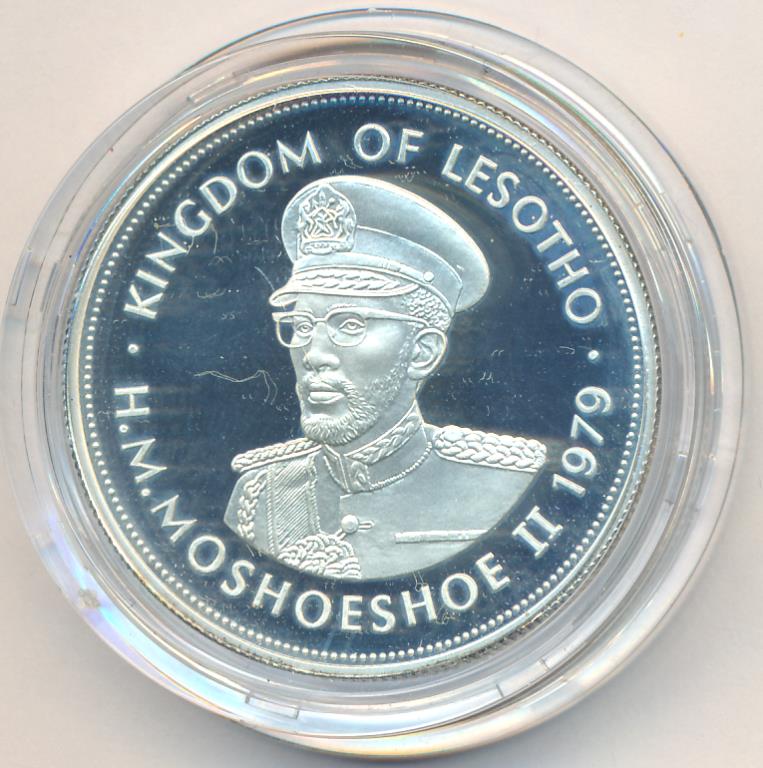 · KINGDOM OF LESOTHO ·
H.M. MOSHOESHOE II 1979